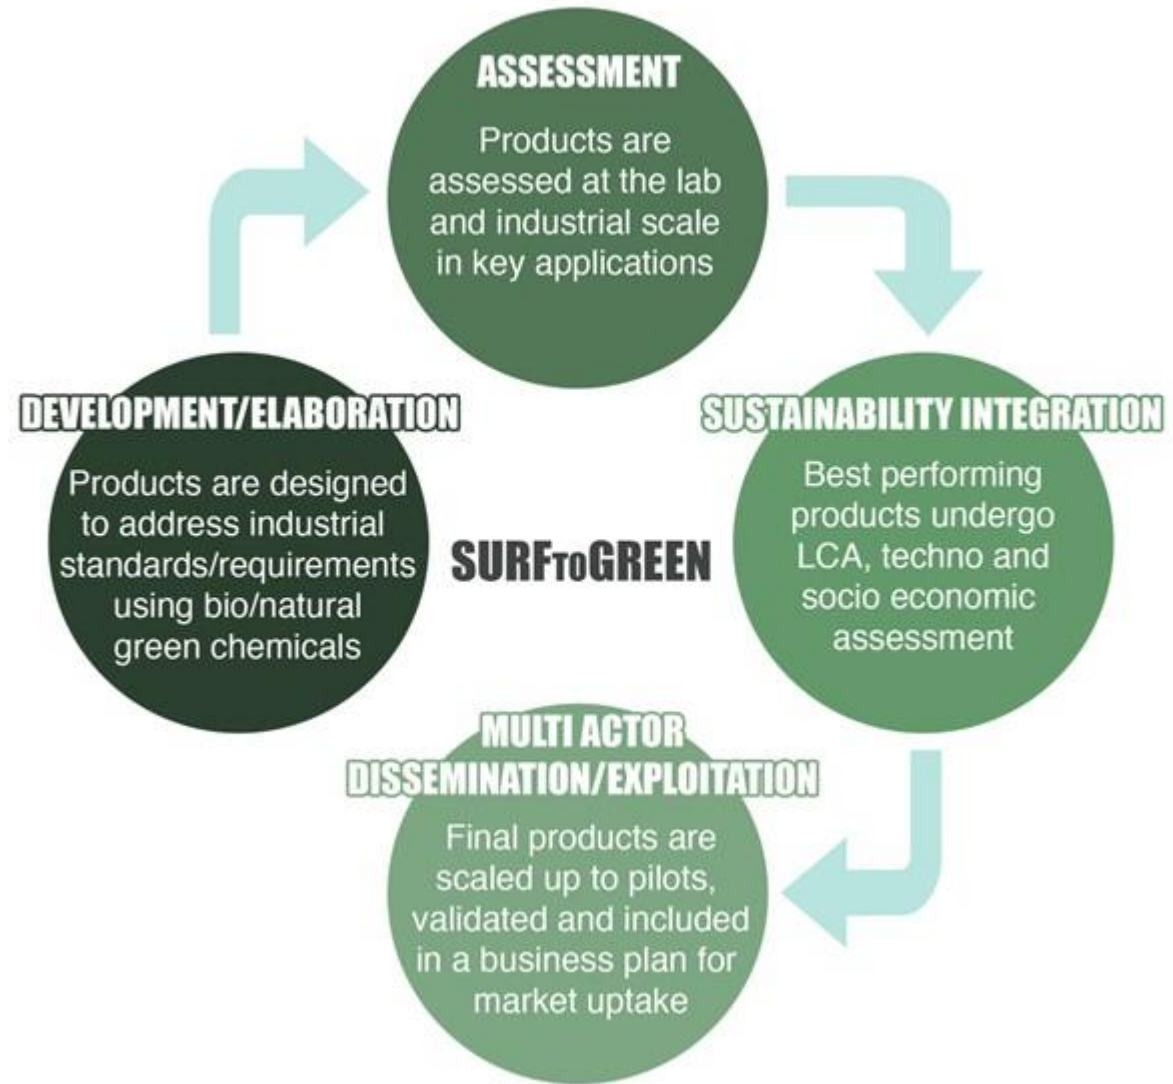 ASSESSMENT
Products are
assessed at the lab
and industrial scale
in key applications
DEVELOPMENT/ELABORATION
Products are designed
to address industrial
standards/requirements
using bio/natural
green chemicals
SURFTOGREEN
SUSTAINABILITY INTEGRATION
Best performing
products undergo
LCA, techno and
socio economic
assessment
MULTI ACTOR
DISSEMINATION/EXPLOITATION
Final products are
scaled up to pilots,
validated and included
in a business plan for
market uptake